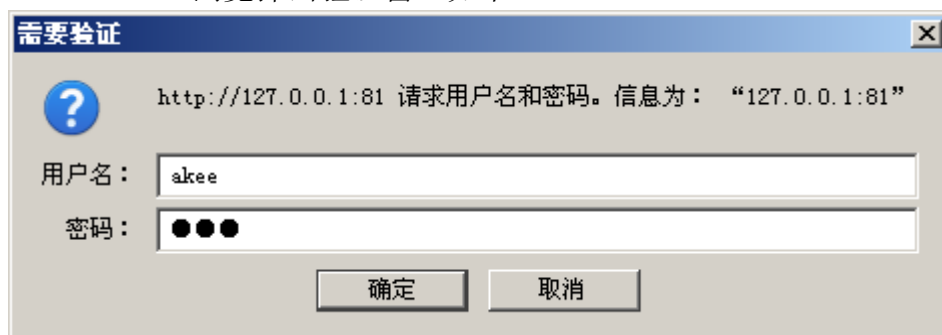 需要验证
http://127.0.0.1:81 请求用户名和密码。信息为： “127.0.0.1:81”
用户名： akee
密码： ●●●
确定 取消